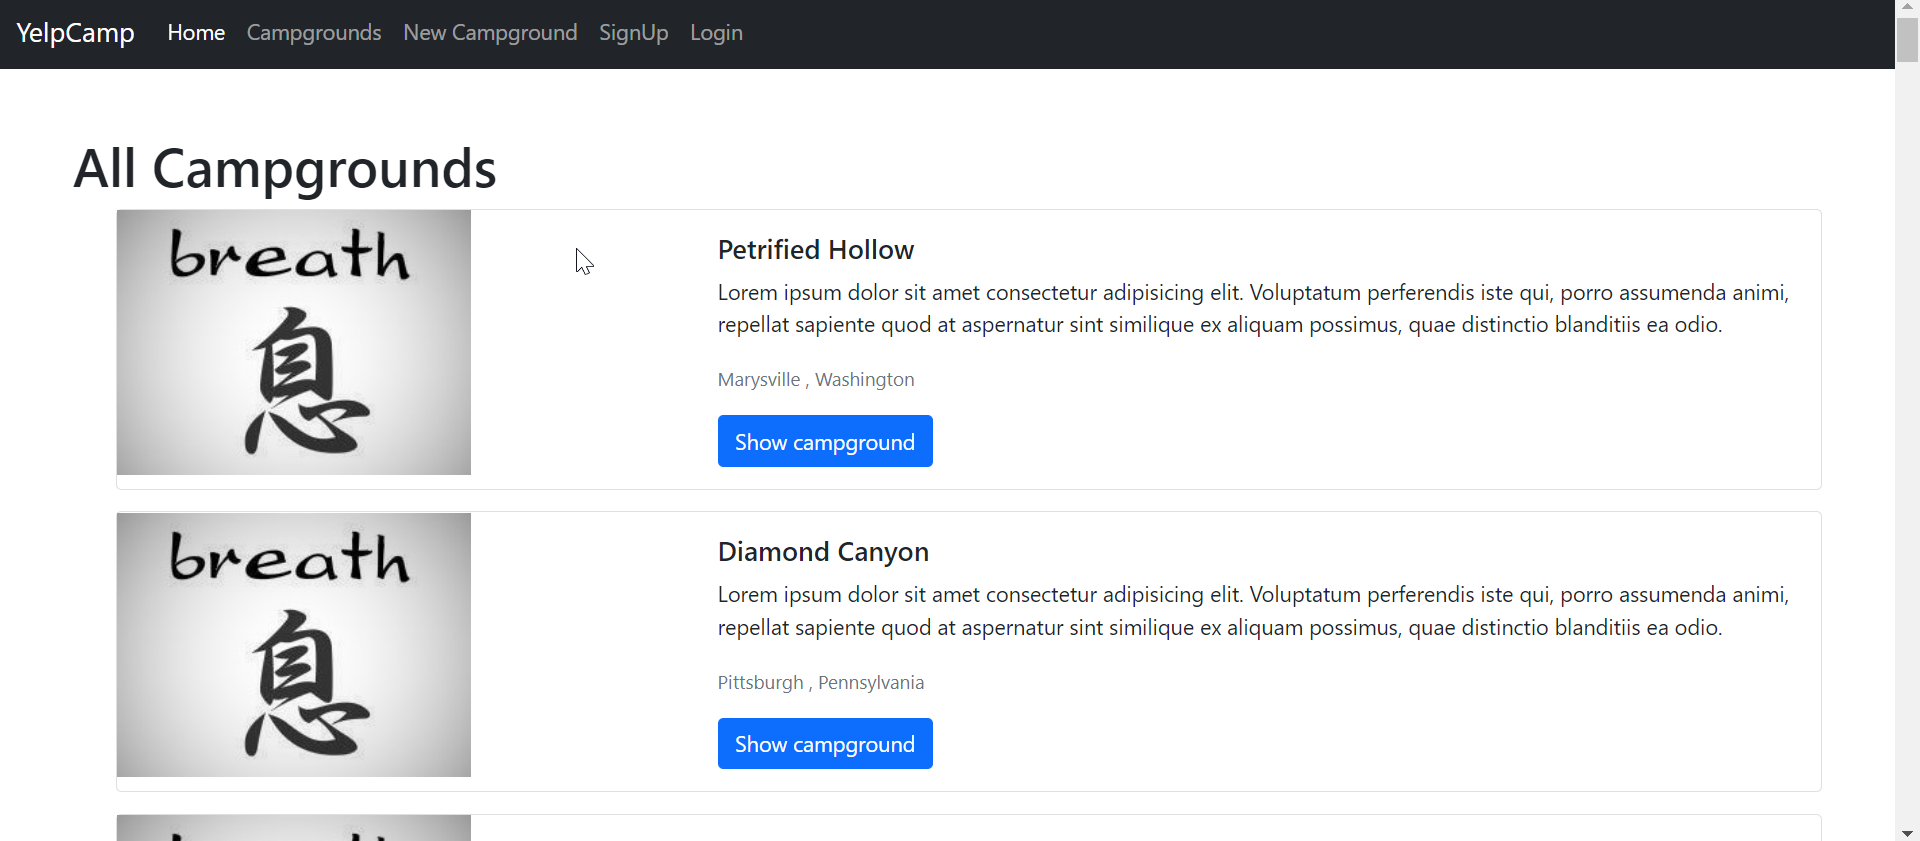 YelpCamp Home Campgrounds New Campground SignUp Login
All Campgrounds
breath
息
Petrified Hollow
Lorem ipsum dolor sit amet consectetur adipisicing elit. Voluptatum perferendis iste qui, porro assumenda animi,
repellat sapiente quod at aspernatur sint similique ex aliquam possimus, quae distinctio blanditiis ea odio.
Marysville , Washington
Show campground
breath
息
Diamond Canyon
Lorem ipsum dolor sit amet consectetur adipisicing elit. Voluptatum perferendis iste qui, porro assumenda animi,
repellat sapiente quod at aspernatur sint similique ex aliquam possimus, quae distinctio blanditiis ea odio.
Pittsburgh , Pennsylvania
Show campground